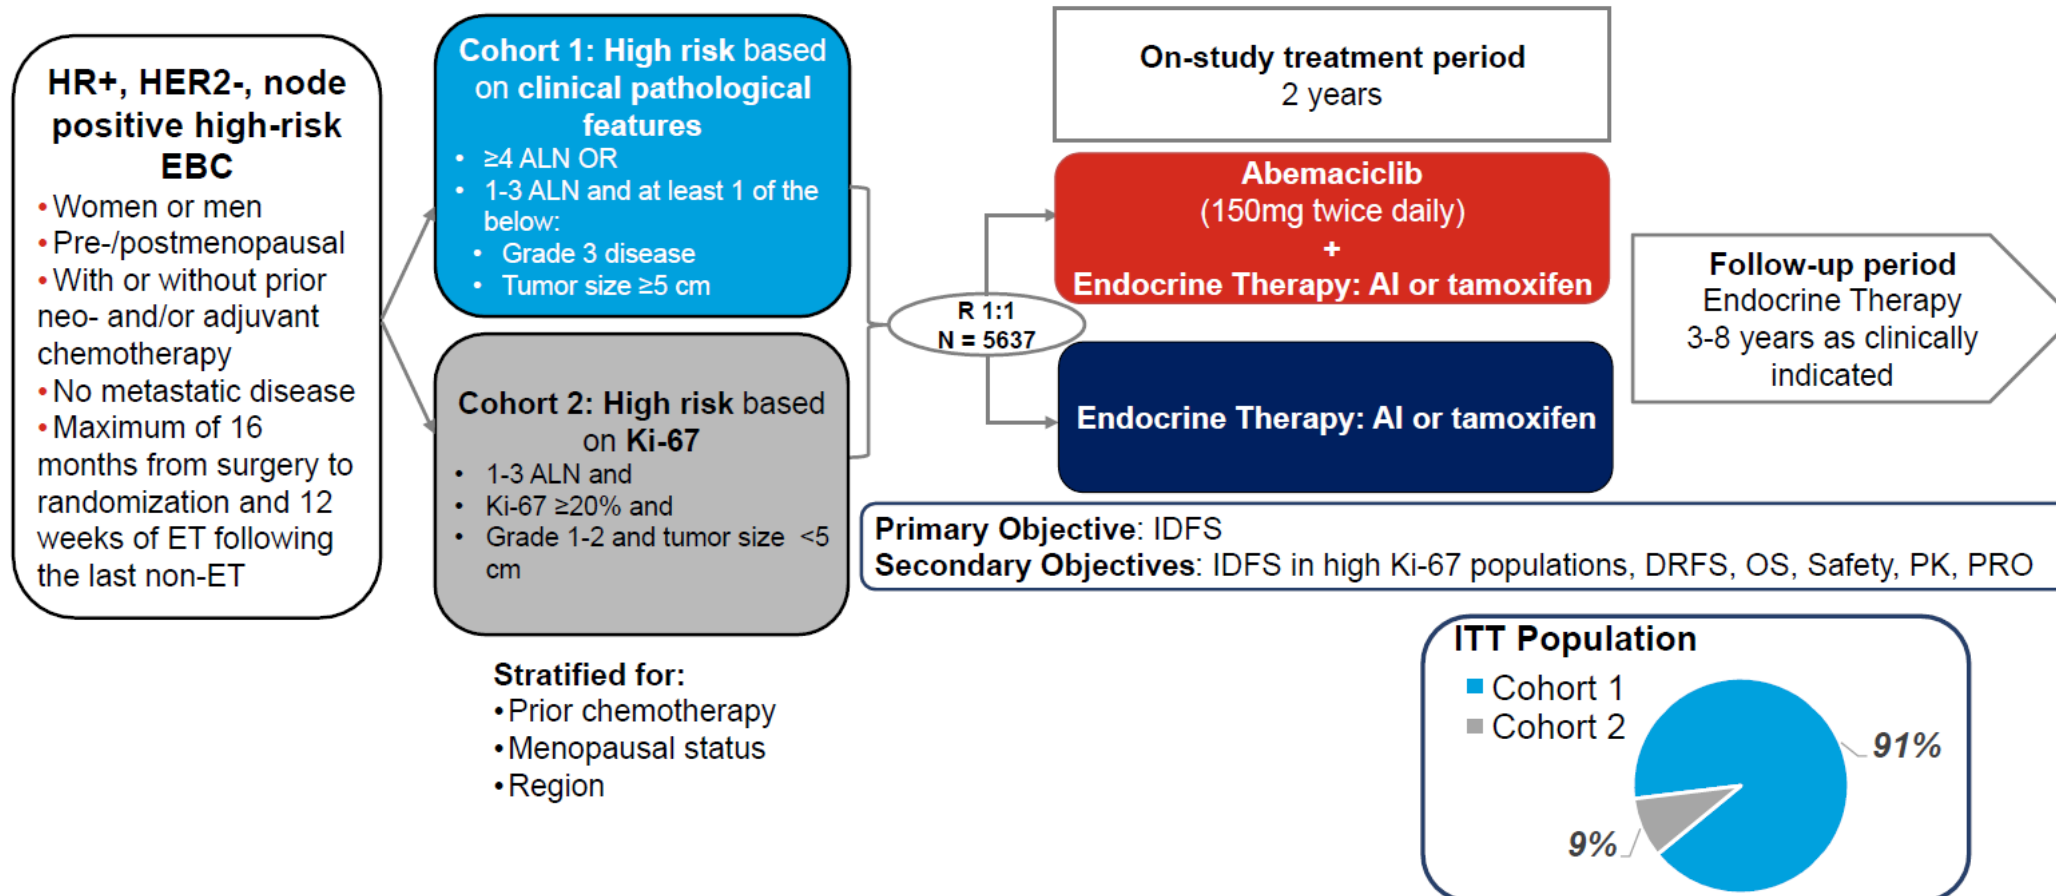 HR+, HER2-, node
positive high-risk
EBC
•Women or men
•Pre-/postmenopausal
•With or without prior
neo- and/or adjuvant
chemotherapy
•No metastatic disease
•Maximum of 16
months from surgery to
randomization and 12
weeks of ET following
the last non-ET
Cohort 1: High risk based
on clinical pathological
features
• ≥4 ALN OR
• 1-3 ALN and at least 1 of the
below:
• Grade 3 disease
• Tumor size ≥5 cm
Cohort 2: High risk based
on Ki-67
• 1-3 ALN and
• Ki-67 ≥20% and
• Grade 1-2 and tumor size <5
cm
Stratified for:
•Prior chemotherapy
•Menopausal status
•Region
R 1:1
N = 5637
On-study treatment period
2 years
Abemaciclib
(150mg twice daily)
+
Endocrine Therapy: AI or tamoxifen
Endocrine Therapy: AI or tamoxifen
Follow-up period
Endocrine Therapy
3-8 years as clinically
indicated
Primary Objective: IDFS
Secondary Objectives: IDFS in high Ki-67 populations, DRFS, OS, Safety, PK, PRO
ITT Population
Cohort 1
Cohort 2
91%
9%